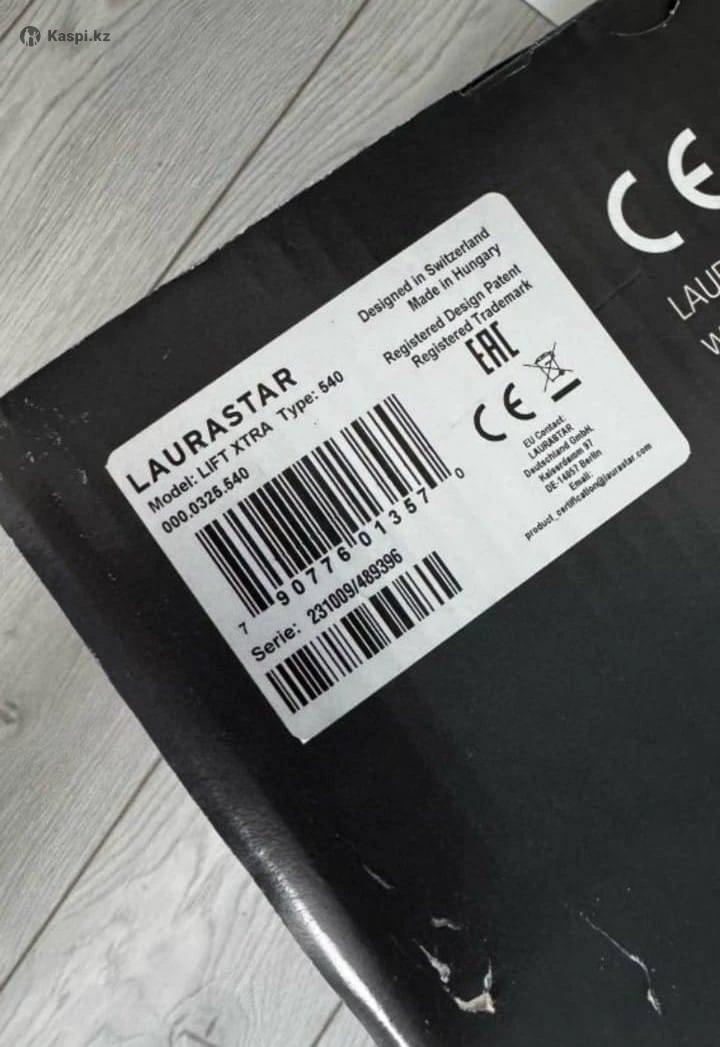 Kaspi.kz
CE
LAUR
W
LAURASTAR
Model: LIFT XTRA Type: 540
000.0325.540
7 90776 01357 0
Serie: 231009/489396
Designed in Switzerland
Made in Hungary
Registered Design Patent
Registered Trademark
EAC
CE
EU Contact:
LAURASTAR
Deutschland GmbH.
Kaiserdamm 97
DE-14057 Berlin
Email:
product_certification@laurastar.com